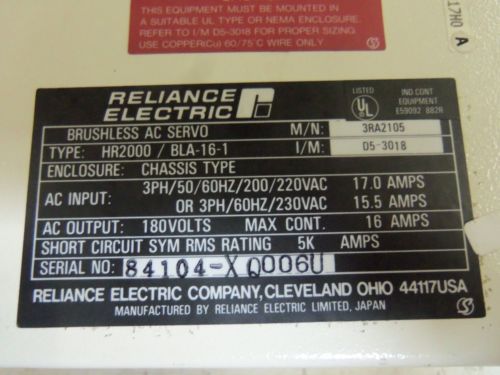 THIS EQUIPMENT MUST BE MOUNTED IN
A SUITABLE UL TYPE OR NEMA ENCLOSURE.
REFER TO I/M D5-3018 FOR PROPER SIZING
USE COPPER(Cu) 60/75°C WIRE ONLY.
17H0 A
RELIANCE
ELECTRIC
LISTED
UL
IND CONT
EQUIPMENT
E59092 882R
BRUSHLESS AC SERVO M/N: 3RA2105
TYPE: HR2000 / BLA-16-1 I/M: D5-3018
ENCLOSURE: CHASSIS TYPE
AC INPUT: 3PH/50/60HZ/200/220VAC 17.0 AMPS
OR 3PH/60HZ/230VAC 15.5 AMPS
AC OUTPUT: 180VOLTS MAX CONT. 16 AMPS
SHORT CIRCUIT SYM RMS RATING 5K AMPS
SERIAL NO: 84104-XQ006U
RELIANCE ELECTRIC COMPANY, CLEVELAND OHIO 44117USA
MANUFACTURED BY RELIANCE ELECTRIC LIMITED, JAPAN